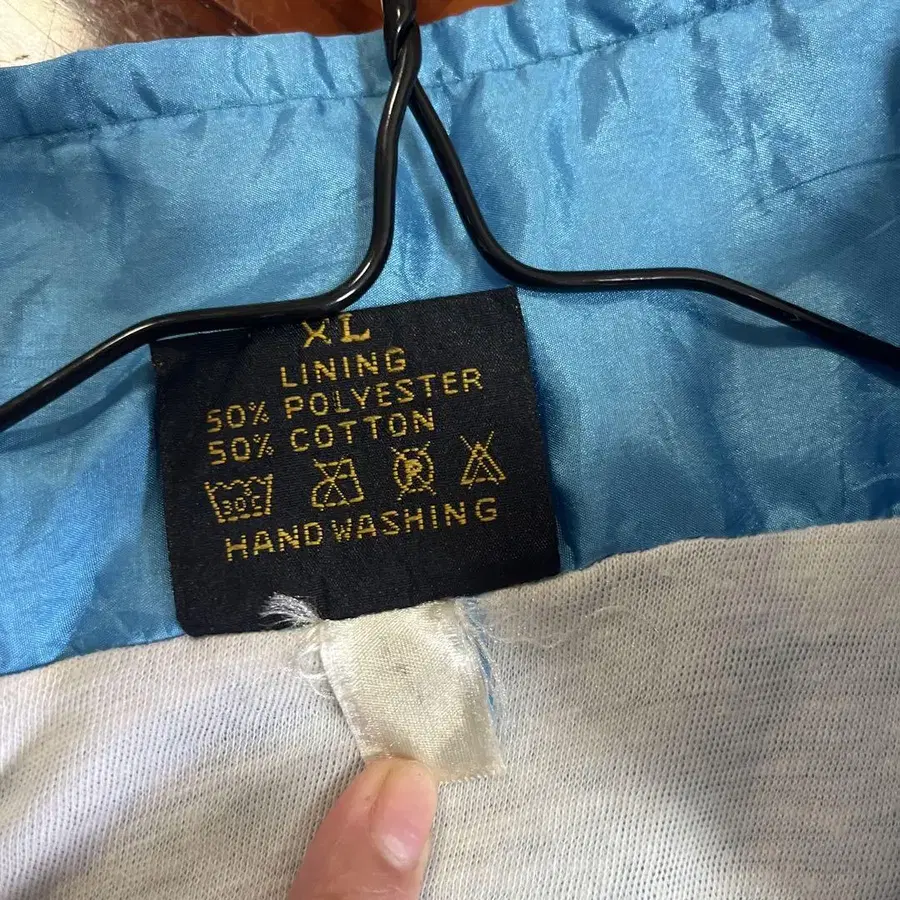 XL
LINING
50% POLYESTER
50% COTTON
30°C P
HAND WASHING